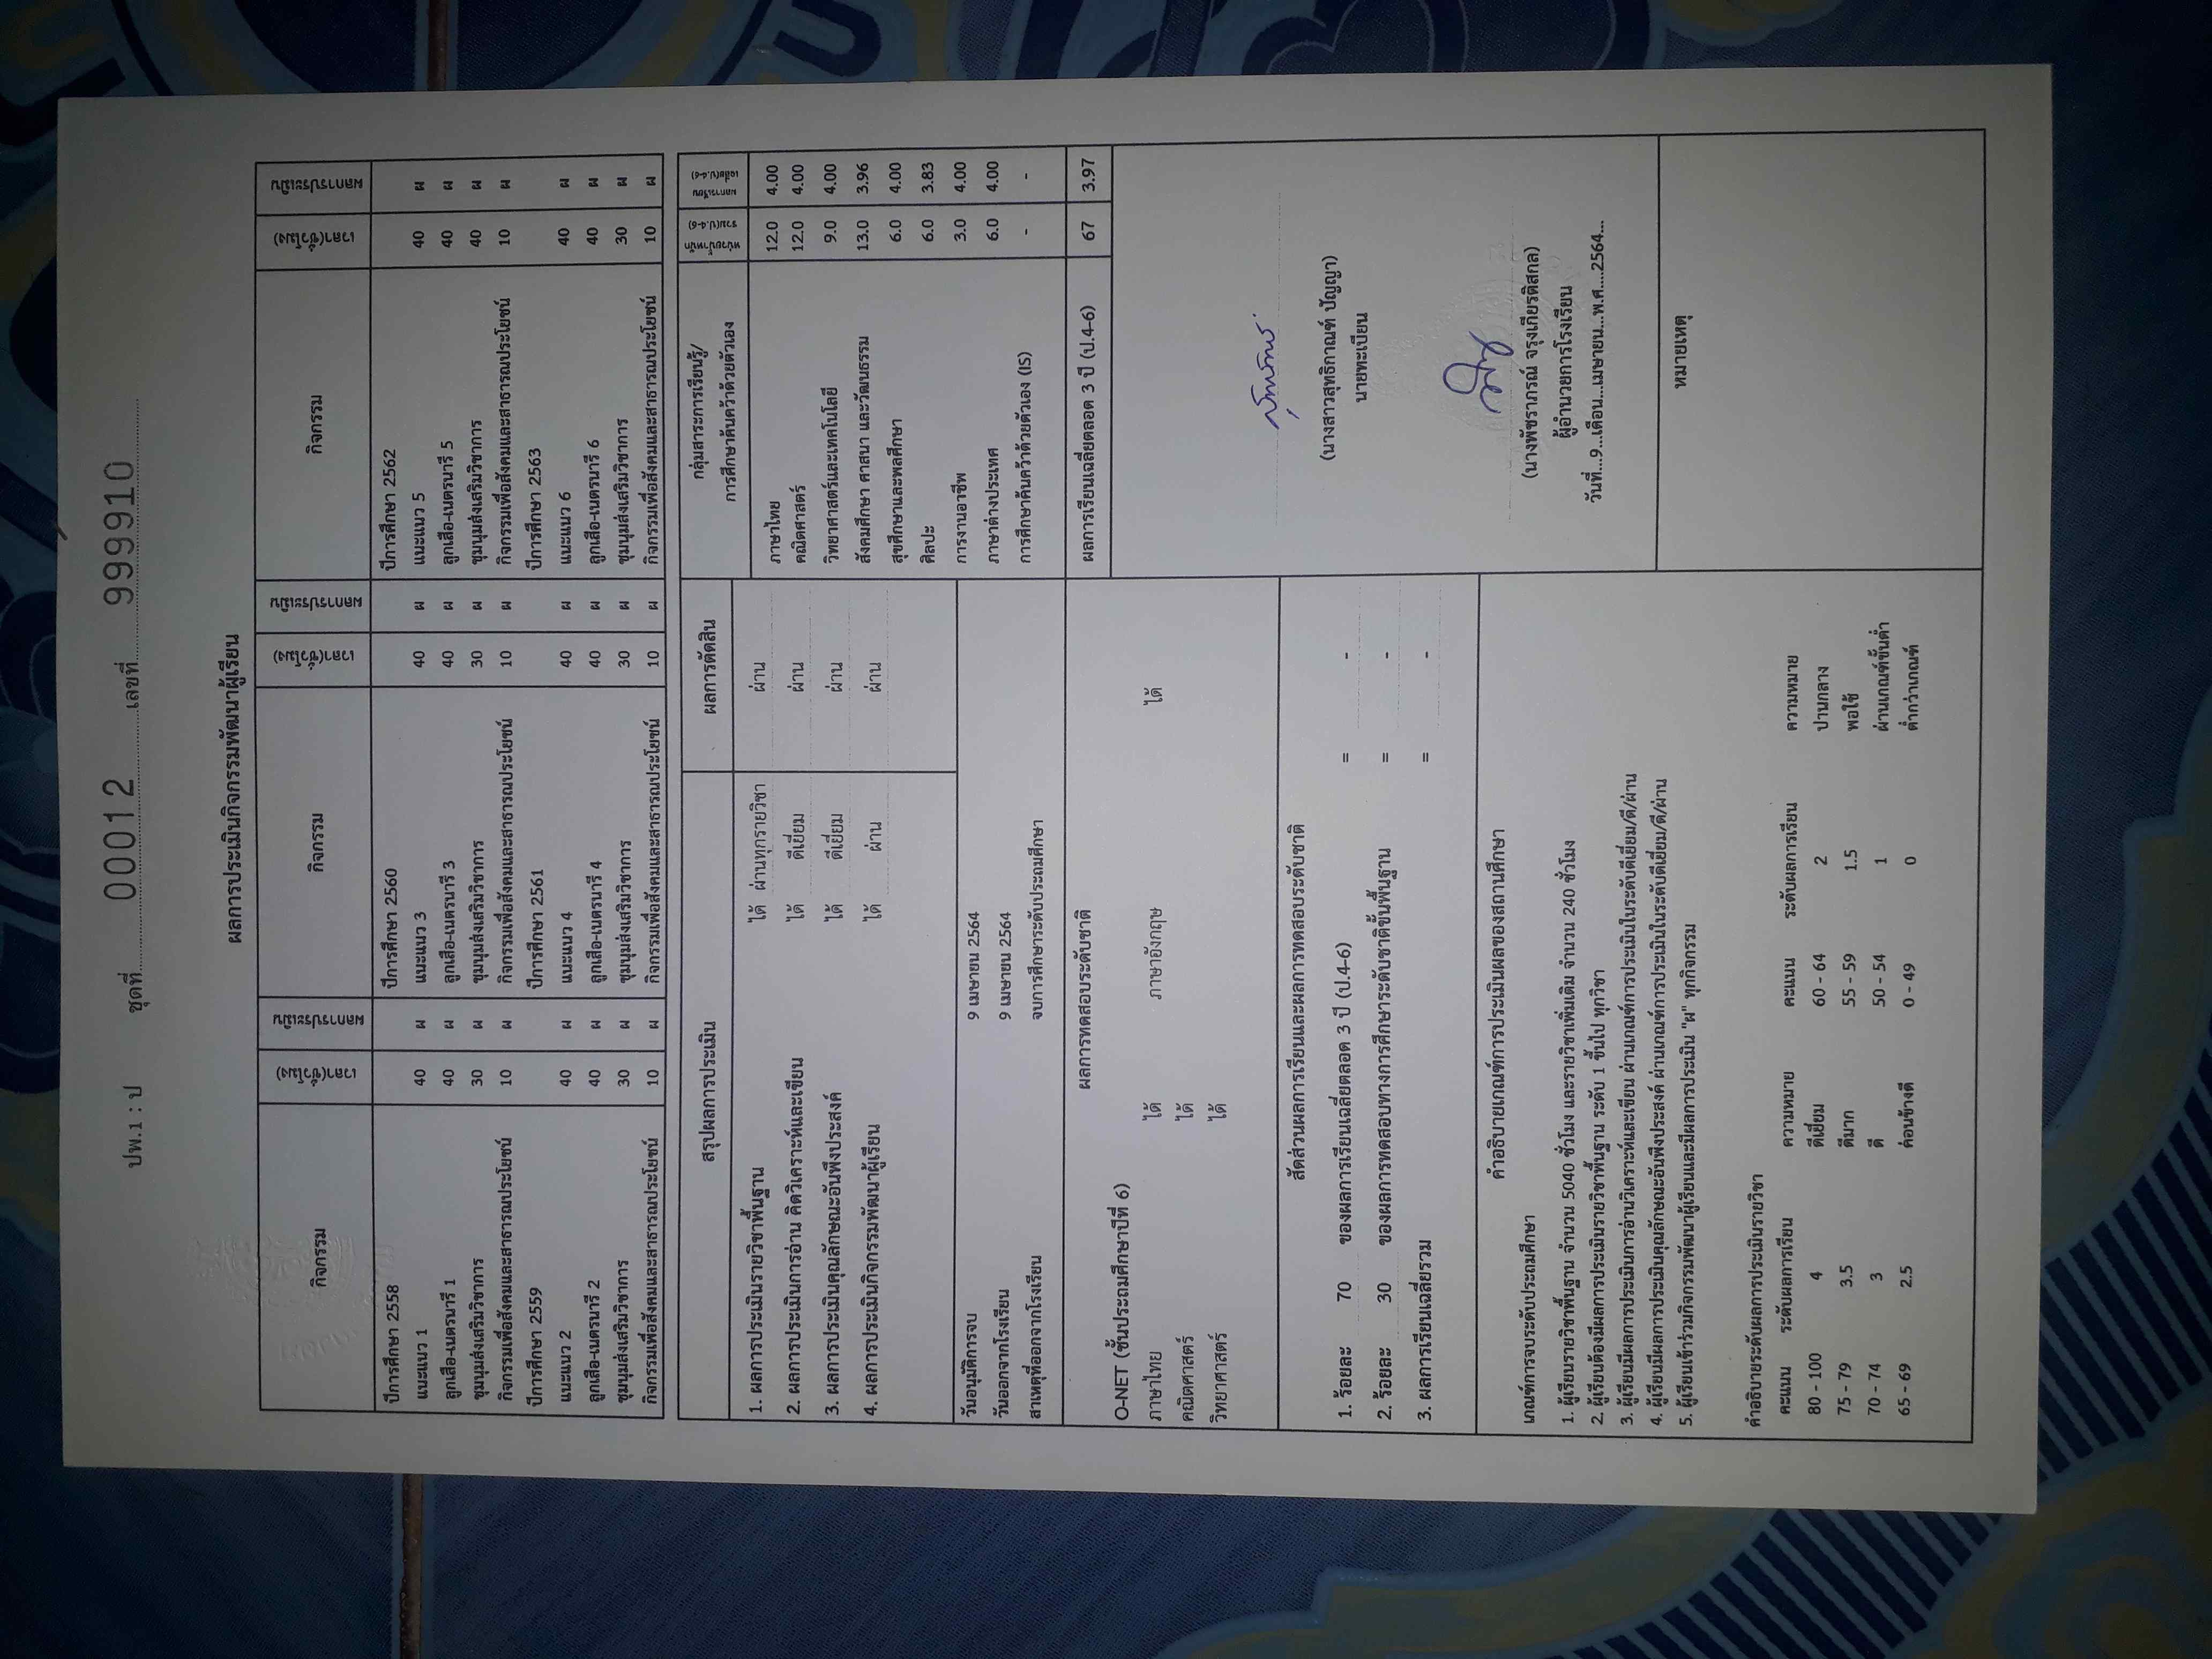 ปพ.1 : ป ชุดที่ 00012 เลขที่ 999910
ผลการประเมินกิจกรรมพัฒนาผู้เรียน
กิจกรรม เวลา(ชั่วโมง) ผลการประเมิน กิจกรรม เวลา(ชั่วโมง) ผลการประเมิน กิจกรรม เวลา(ชั่วโมง) ผลการประเมิน
ปีการศึกษา 2558 ปีการศึกษา 2560 ปีการศึกษา 2562
แนะแนว 1 40 ผ แนะแนว 3 40 ผ แนะแนว 5 40 ผ
ลูกเสือ-เนตรนารี 1 40 ผ ลูกเสือ-เนตรนารี 3 40 ผ ลูกเสือ-เนตรนารี 5 40 ผ
ชุมนุมส่งเสริมวิชาการ 30 ผ ชุมนุมส่งเสริมวิชาการ 30 ผ ชุมนุมส่งเสริมวิชาการ 40 ผ
กิจกรรมเพื่อสังคมและสาธารณประโยชน์ 10 ผ กิจกรรมเพื่อสังคมและสาธารณประโยชน์ 10 ผ กิจกรรมเพื่อสังคมและสาธารณประโยชน์ 10 ผ
ปีการศึกษา 2559 ปีการศึกษา 2561 ปีการศึกษา 2563
แนะแนว 2 40 ผ แนะแนว 4 40 ผ แนะแนว 6 40 ผ
ลูกเสือ-เนตรนารี 2 40 ผ ลูกเสือ-เนตรนารี 4 40 ผ ลูกเสือ-เนตรนารี 6 40 ผ
ชุมนุมส่งเสริมวิชาการ 30 ผ ชุมนุมส่งเสริมวิชาการ 30 ผ ชุมนุมส่งเสริมวิชาการ 30 ผ
กิจกรรมเพื่อสังคมและสาธารณประโยชน์ 10 ผ กิจกรรมเพื่อสังคมและสาธารณประโยชน์ 10 ผ กิจกรรมเพื่อสังคมและสาธารณประโยชน์ 10 ผ
สรุปผลการประเมิน ผลการตัดสิน
1. ผลการประเมินรายวิชาพื้นฐาน ได้ ผ่านทุกรายวิชา ผ่าน
2. ผลการประเมินการอ่าน คิดวิเคราะห์และเขียน ได้ ดีเยี่ยม ผ่าน
3. ผลการประเมินคุณลักษณะอันพึงประสงค์ ได้ ดีเยี่ยม ผ่าน
4. ผลการประเมินกิจกรรมพัฒนาผู้เรียน ได้ ผ่าน ผ่าน
วันอนุมัติการจบ 9 เมษายน 2564
วันออกจากโรงเรียน 9 เมษายน 2564
สาเหตุที่ออกจากโรงเรียน จบการศึกษาระดับประถมศึกษา
ผลการทดสอบระดับชาติ
O-NET (ชั้นประถมศึกษาปีที่ 6)
ภาษาไทย ได้ ภาษาอังกฤษ ได้
คณิตศาสตร์ ได้
วิทยาศาสตร์ ได้
สัดส่วนผลการเรียนและผลการทดสอบระดับชาติ
1. ร้อยละ 70 ของผลการเรียนเฉลี่ยตลอด 3 ปี (ป.4-6) = -
2. ร้อยละ 30 ของผลการทดสอบทางการศึกษาระดับชาติขั้นพื้นฐาน = -
3. ผลการเรียนเฉลี่ยรวม = -
คำอธิบายเกณฑ์การประเมินผลของสถานศึกษา
เกณฑ์การจบระดับประถมศึกษา
1. ผู้เรียนรายวิชาพื้นฐาน จำนวน 5040 ชั่วโมง และรายวิชาเพิ่มเติม จำนวน 240 ชั่วโมง
2. ผู้เรียนต้องมีผลการประเมินรายวิชาพื้นฐาน ระดับ 1 ขึ้นไป ทุกวิชา
3. ผู้เรียนมีผลการประเมินการอ่านวิเคราะห์และเขียน ผ่านเกณฑ์การประเมินในระดับดีเยี่ยม/ดี/ผ่าน
4. ผู้เรียนมีผลการประเมินคุณลักษณะอันพึงประสงค์ ผ่านเกณฑ์การประเมินในระดับดีเยี่ยม/ดี/ผ่าน
5. ผู้เรียนเข้าร่วมกิจกรรมพัฒนาผู้เรียนและมีผลการประเมิน "ผ" ทุกกิจกรรม
คำอธิบายระดับผลการประเมินรายวิชา
คะแนน ระดับผลการเรียน ความหมาย คะแนน ระดับผลการเรียน ความหมาย
80 - 100 4 ดีเยี่ยม 60 - 64 2 ปานกลาง
75 - 79 3.5 ดีมาก 55 - 59 1.5 พอใช้
70 - 74 3 ดี 50 - 54 1 ผ่านเกณฑ์ขั้นต่ำ
65 - 69 2.5 ค่อนข้างดี 0 - 49 0 ต่ำกว่าเกณฑ์
กลุ่มสาระการเรียนรู้/
การศึกษาค้นคว้าด้วยตัวเอง
หน่วยน้ำหนัก
รวม(ป.4-6)
ผลการเรียน
เฉลี่ย(ป.4-6)
ภาษาไทย 12.0 4.00
คณิตศาสตร์ 12.0 4.00
วิทยาศาสตร์และเทคโนโลยี 9.0 4.00
สังคมศึกษา ศาสนา และวัฒนธรรม 13.0 3.96
สุขศึกษาและพลศึกษา 6.0 4.00
ศิลปะ 6.0 3.83
การงานอาชีพ 3.0 4.00
ภาษาต่างประเทศ 6.0 4.00
การศึกษาค้นคว้าด้วยตัวเอง (IS) - -
ผลการเรียนเฉลี่ยตลอด 3 ปี (ป.4-6) 67 3.97
(นางสาวสุทธิกาณฑ์ ปัญญา)
นายทะเบียน
(นางพัชราภรณ์ จรุงเกียรติสกล)
ผู้อำนวยการโรงเรียน
วันที่...9...เดือน...เมษายน...พ.ศ....2564...
หมายเหตุ